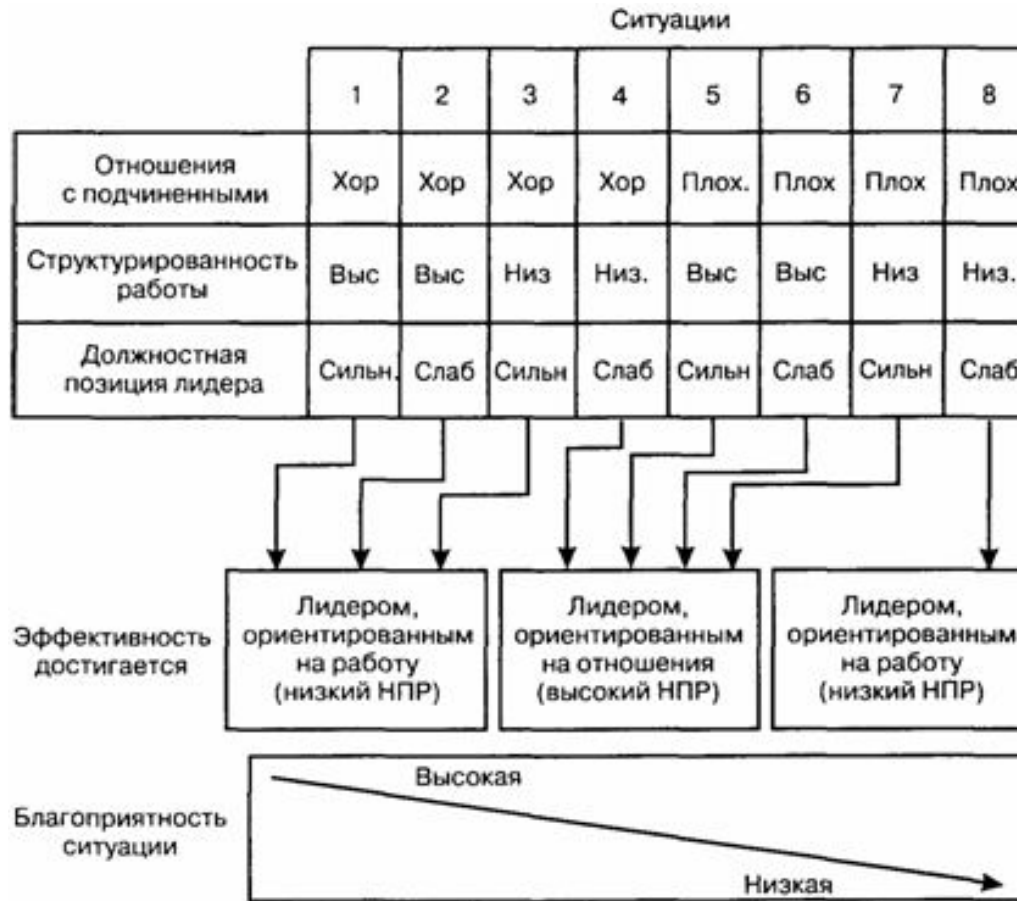 Ситуации
1 2 3 4 5 6 7 8
Отношения
с подчиненными
Хор Хор Хор Хор Плох. Плох Плох Плох
Структурированность
работы
Выс Выс Низ Низ. Выс Выс Низ Низ.
Должностная
позиция лидера
Сильн. Слаб Сильн Слаб Сильн Слаб Сильн Слаб
Эффективность
достигается
Лидером,
ориентированным
на работу
(низкий НПР)
Лидером,
ориентированным
на отношения
(высокий НПР)
Лидером,
ориентированным
на работу
(низкий НПР)
Благоприятность
ситуации
Высокая
Низкая